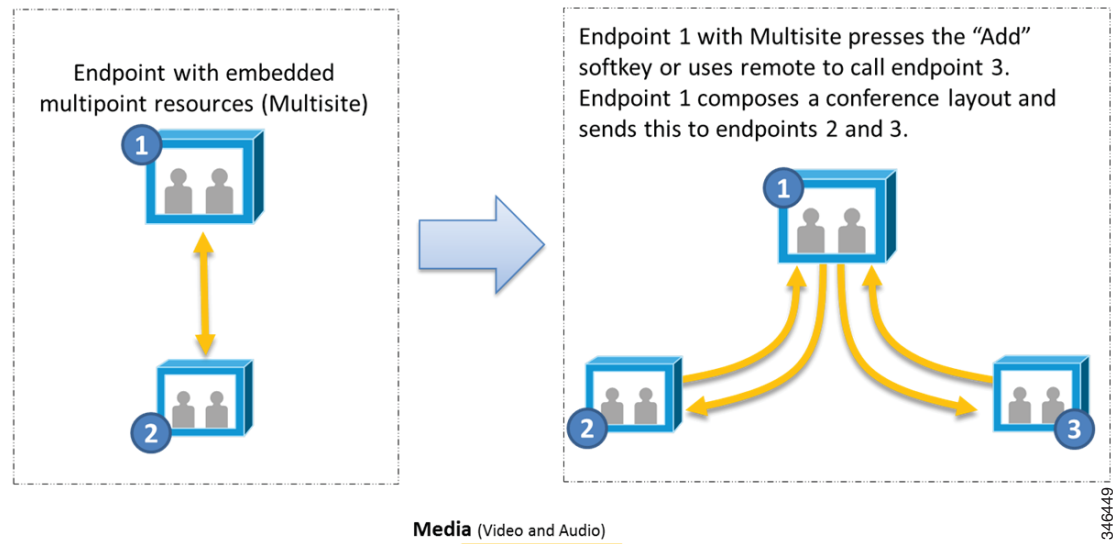 Endpoint with embedded
multipoint resources (Multisite)
1
2
Endpoint 1 with Multisite presses the “Add”
softkey or uses remote to call endpoint 3.
Endpoint 1 composes a conference layout and
sends this to endpoints 2 and 3.
1
2
3
Media (Video and Audio)
346449